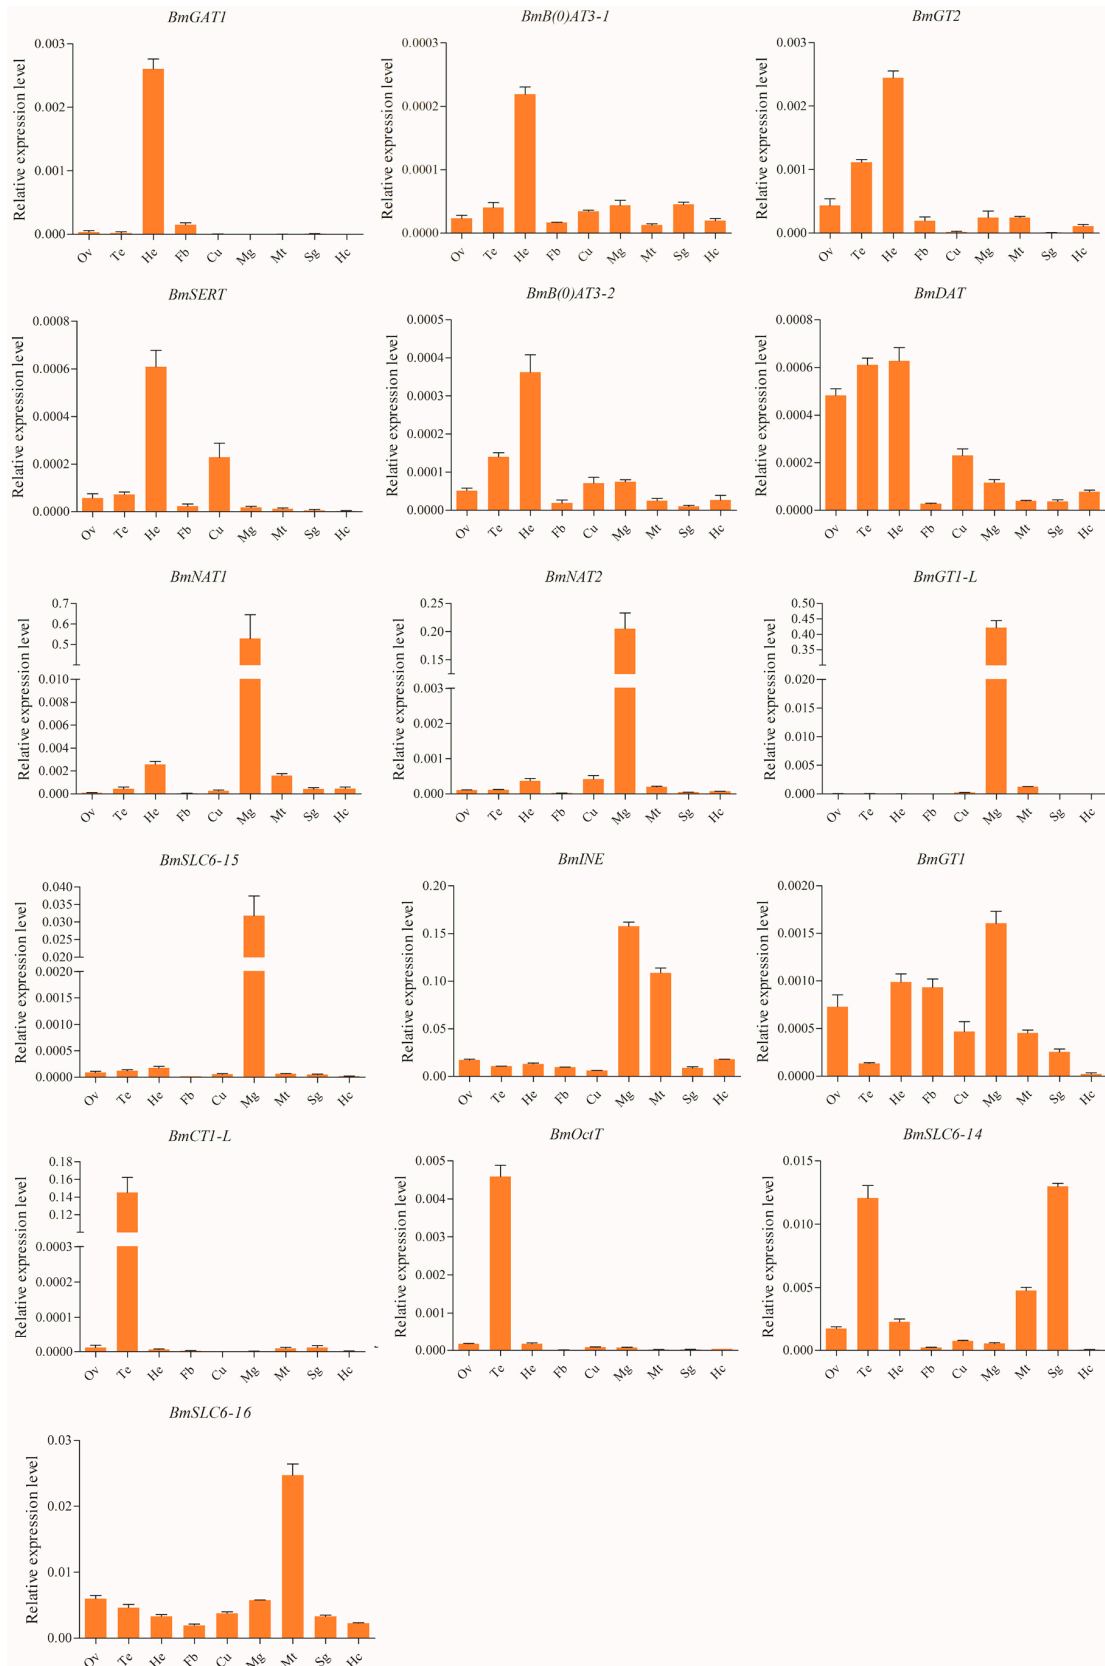 BmGAT1
Relative expression level
0.003
0.002
0.001
0.000
Ov Te He Fb Cu Mg Mt Sg Hc
BmB(0)AT3-1
Relative expression level
0.0003
0.0002
0.0001
0.0000
Ov Te He Fb Cu Mg Mt Sg Hc
BmGT2
Relative expression level
0.003
0.002
0.001
0.000
Ov Te He Fb Cu Mg Mt Sg Hc
BmSERT
Relative expression level
0.0008
0.0006
0.0004
0.0002
0.0000
Ov Te He Fb Cu Mg Mt Sg Hc
BmB(0)AT3-2
Relative expression level
0.0005
0.0004
0.0003
0.0002
0.0001
0.0000
Ov Te He Fb Cu Mg Mt Sg Hc
BmDAT
Relative expression level
0.0008
0.0006
0.0004
0.0002
0.0000
Ov Te He Fb Cu Mg Mt Sg Hc
BmNAT1
Relative expression level
0.7
0.5
0.010
0.008
0.006
0.004
0.002
0.000
Ov Te He Fb Cu Mg Mt Sg Hc
BmNAT2
Relative expression level
0.25
0.20
0.15
0.003
0.002
0.001
0.000
Ov Te He Fb Cu Mg Mt Sg Hc
BmGT1-L
Relative expression level
0.50
0.45
0.40
0.35
0.020
0.015
0.010
0.005
0.000
Ov Te He Fb Cu Mg Mt Sg Hc
BmSLC6-15
Relative expression level
0.040
0.035
0.030
0.025
0.020
0.0020
0.0015
0.0010
0.0005
0.0000
Ov Te He Fb Cu Mg Mt Sg Hc
BmINE
Relative expression level
0.20
0.15
0.10
0.05
0.00
Ov Te He Fb Cu Mg Mt Sg Hc
BmGT1
Relative expression level
0.0020
0.0015
0.0010
0.0005
0.0000
Ov Te He Fb Cu Mg Mt Sg Hc
BmCT1-L
Relative expression level
0.18
0.16
0.14
0.12
0.0003
0.0002
0.0001
0.0000
Ov Te He Fb Cu Mg Mt Sg Hc
BmOctT
Relative expression level
0.005
0.004
0.003
0.002
0.001
0.000
Ov Te He Fb Cu Mg Mt Sg Hc
BmSLC6-14
Relative expression level
0.015
0.010
0.005
0.000
Ov Te He Fb Cu Mg Mt Sg Hc
BmSLC6-16
Relative expression level
0.03
0.02
0.01
0.00
Ov Te He Fb Cu Mg Mt Sg Hc